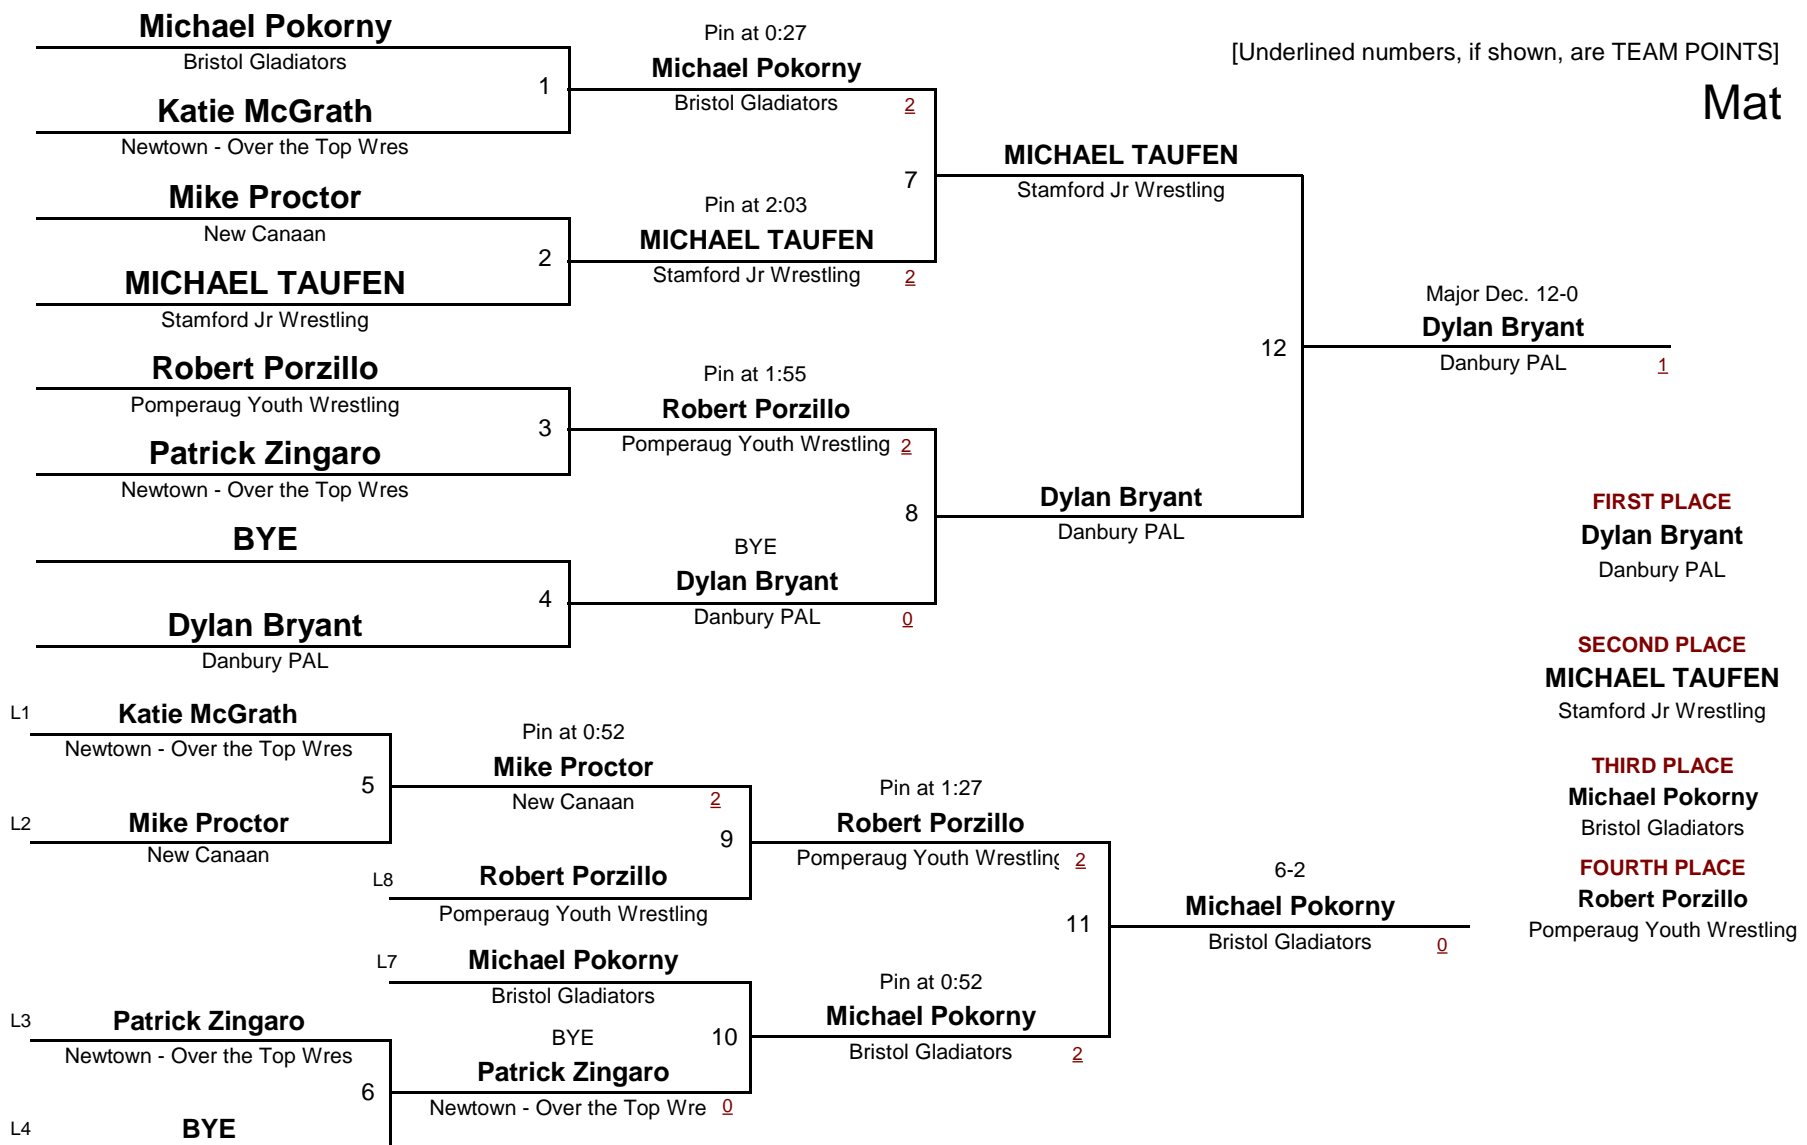 [Underlined numbers, if shown, are TEAM POINTS]
Mat
Michael Pokorny
Bristol Gladiators
1
Katie McGrath
Newtown - Over the Top Wres
Mike Proctor
New Canaan
2
MICHAEL TAUFEN
Stamford Jr Wrestling
Robert Porzillo
Pomperaug Youth Wrestling
3
Patrick Zingaro
Newtown - Over the Top Wres
BYE
4
Dylan Bryant
Danbury PAL
Pin at 0:27
Michael Pokorny
Bristol Gladiators 2
7
Pin at 2:03
MICHAEL TAUFEN
Stamford Jr Wrestling 2
Pin at 1:55
Robert Porzillo
Pomperaug Youth Wrestling 2
8
BYE
Dylan Bryant
Danbury PAL 0
MICHAEL TAUFEN
Stamford Jr Wrestling
12
Dylan Bryant
Danbury PAL
Major Dec. 12-0
Dylan Bryant
Danbury PAL 1
FIRST PLACE
Dylan Bryant
Danbury PAL
SECOND PLACE
MICHAEL TAUFEN
Stamford Jr Wrestling
THIRD PLACE
Michael Pokorny
Bristol Gladiators
FOURTH PLACE
Robert Porzillo
Pomperaug Youth Wrestling
L1 Katie McGrath
Newtown - Over the Top Wres
5
L2 Mike Proctor
New Canaan
L3 Patrick Zingaro
Newtown - Over the Top Wres
6
L4 BYE
Pin at 0:52
Mike Proctor
New Canaan 2
9
L8 Robert Porzillo
Pomperaug Youth Wrestling
L7 Michael Pokorny
Bristol Gladiators
10
BYE
Patrick Zingaro
Newtown - Over the Top Wre 0
Pin at 1:27
Robert Porzillo
Pomperaug Youth Wrestling 2
11
Pin at 0:52
Michael Pokorny
Bristol Gladiators 2
6-2
Michael Pokorny
Bristol Gladiators 0